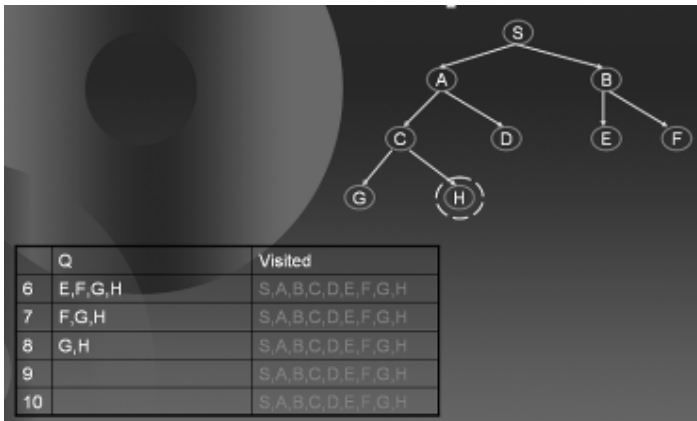 S
A B
C D E F
G H
Q Visited
6 E,F,G,H S,A,B,C,D,E,F,G,H
7 F,G,H S,A,B,C,D,E,F,G,H
8 G,H S,A,B,C,D,E,F,G,H
9 S,A,B,C,D,E,F,G,H
10 S,A,B,C,D,E,F,G,H